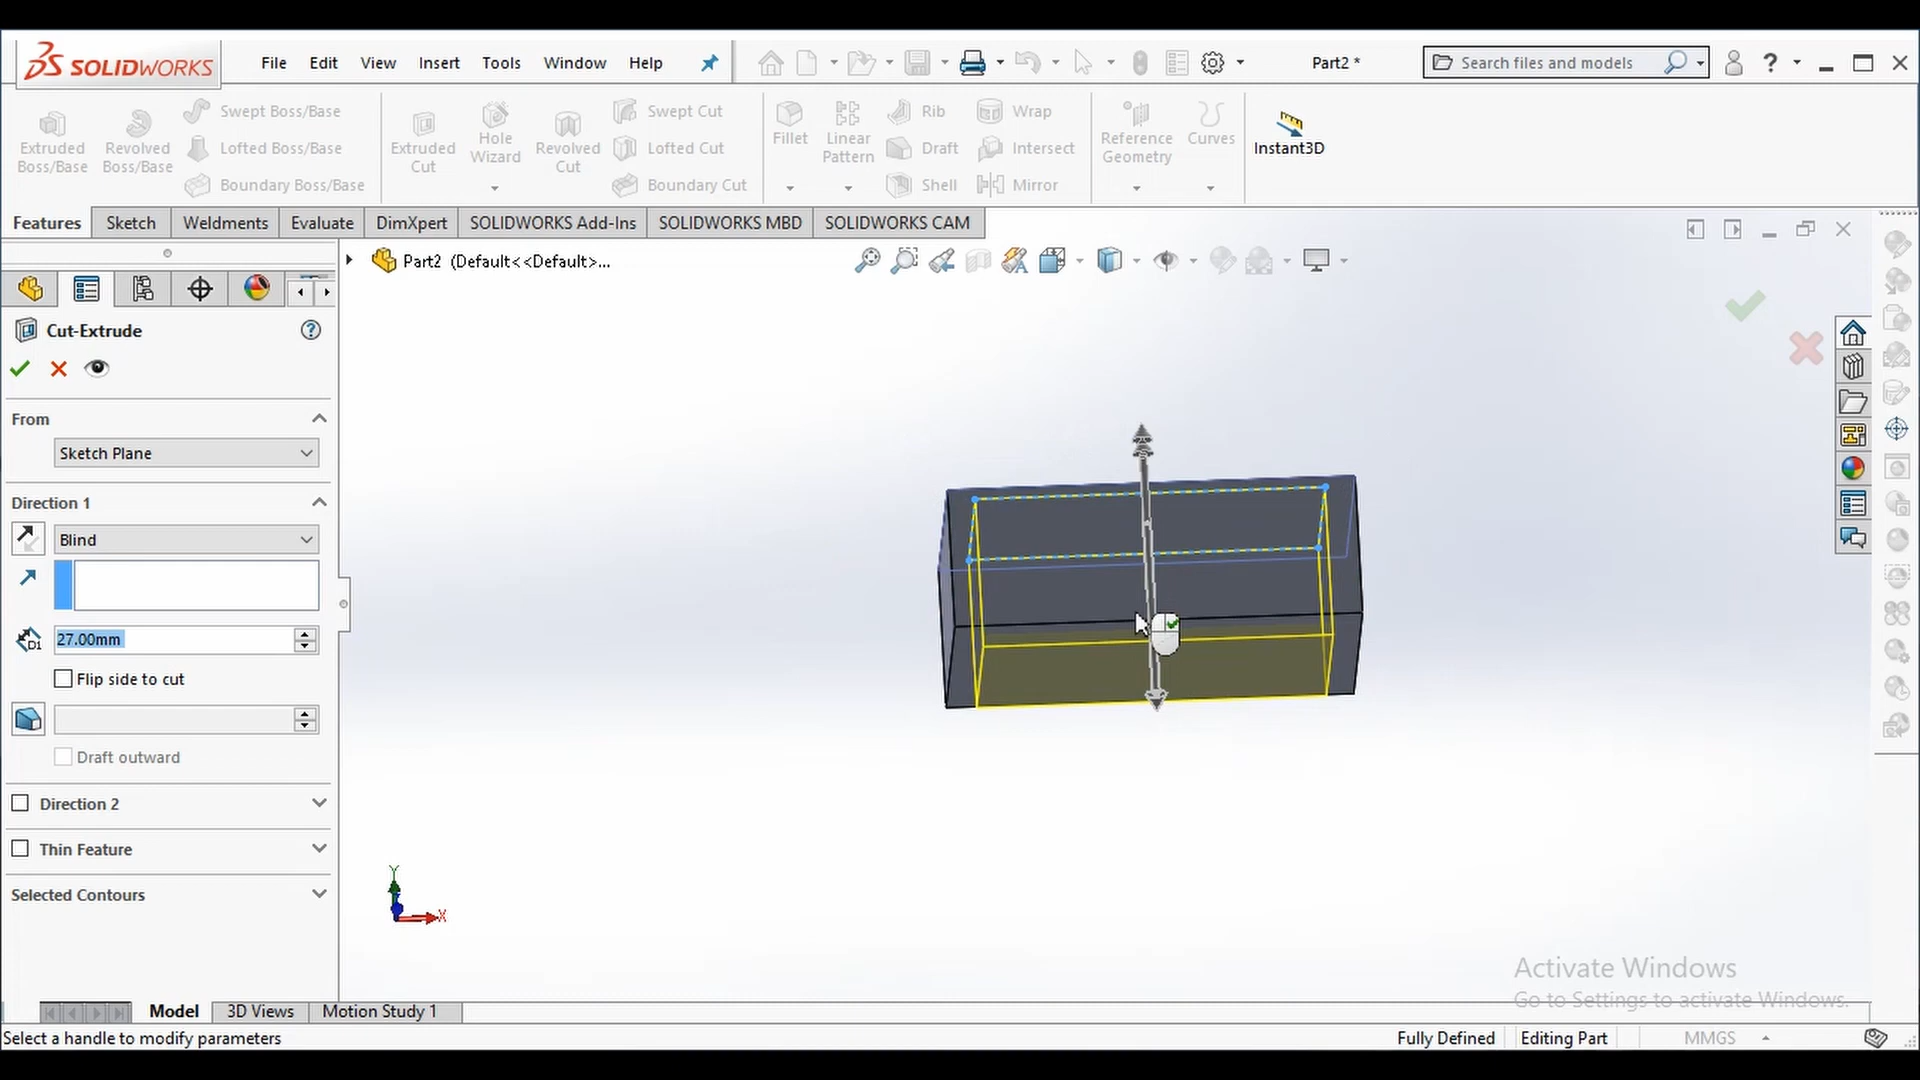 SOLIDWORKS
File Edit View Insert Tools Window Help
Part2 *
Search files and models
?
Extruded Boss/Base
Revolved Boss/Base
Swept Boss/Base
Lofted Boss/Base
Boundary Boss/Base
Extruded Cut
Hole Wizard
Revolved Cut
Swept Cut
Lofted Cut
Boundary Cut
Fillet
Linear Pattern
Rib
Draft
Shell
Wrap
Intersect
Mirror
Reference Geometry
Curves
Instant3D
Features Sketch Weldments Evaluate DimXpert SOLIDWORKS Add-Ins SOLIDWORKS MBD SOLIDWORKS CAM
Part2 (Default<<Default>...
Cut-Extrude
?
From
Sketch Plane
Direction 1
Blind
D1
27.00mm
Flip side to cut
Draft outward
Direction 2
Thin Feature
Selected Contours
Y
X
Activate Windows
Go to Settings to activate Windows.
Model 3D Views Motion Study 1
Select a handle to modify parameters
Fully Defined
Editing Part
MMGS